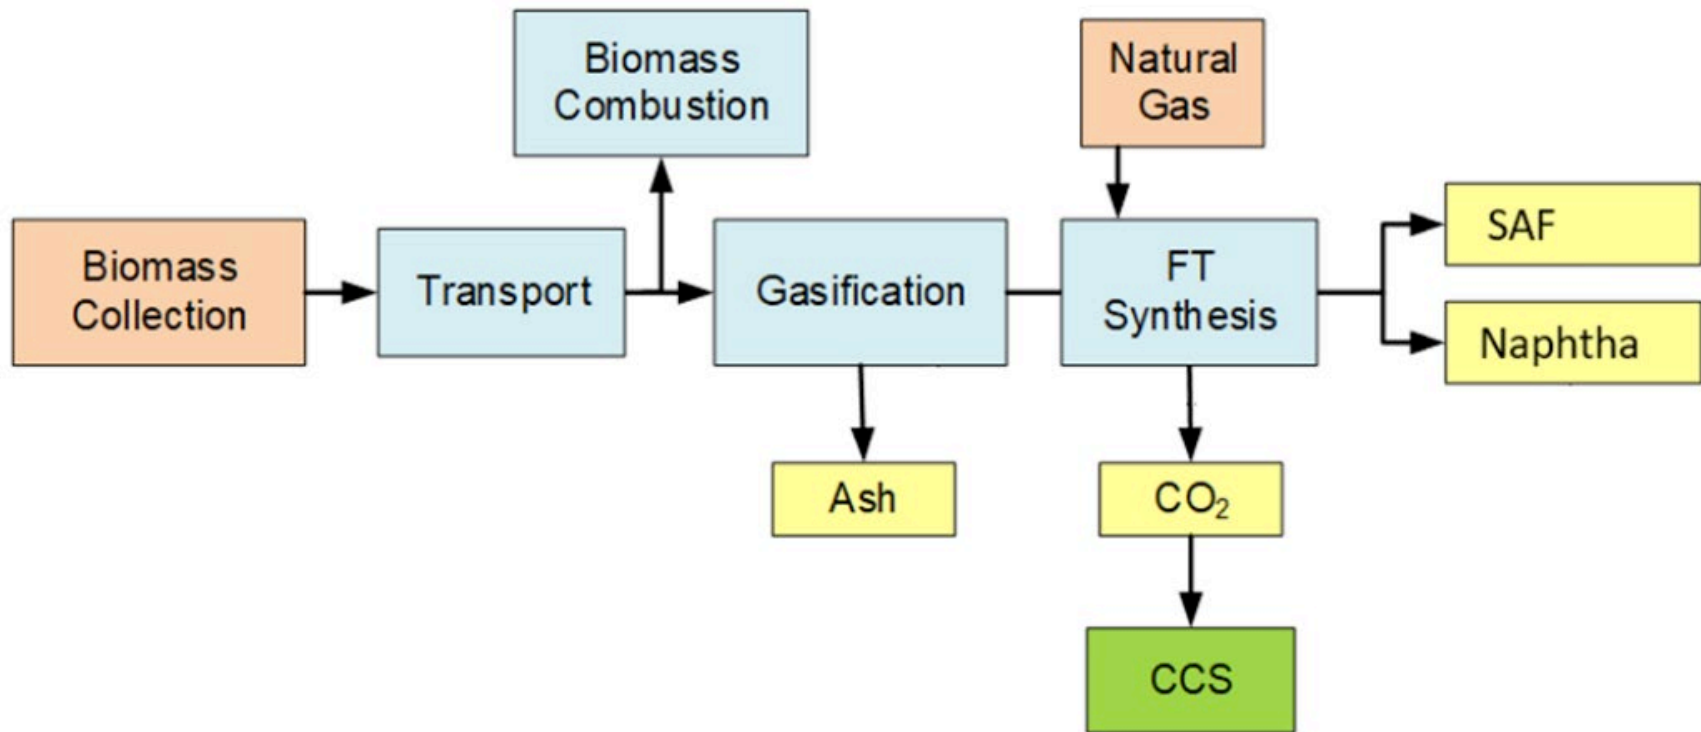 Biomass
Combustion
Natural
Gas
Biomass
Collection
Transport
Gasification
FT
Synthesis
SAF
Naphtha
Ash
CO₂
CCS